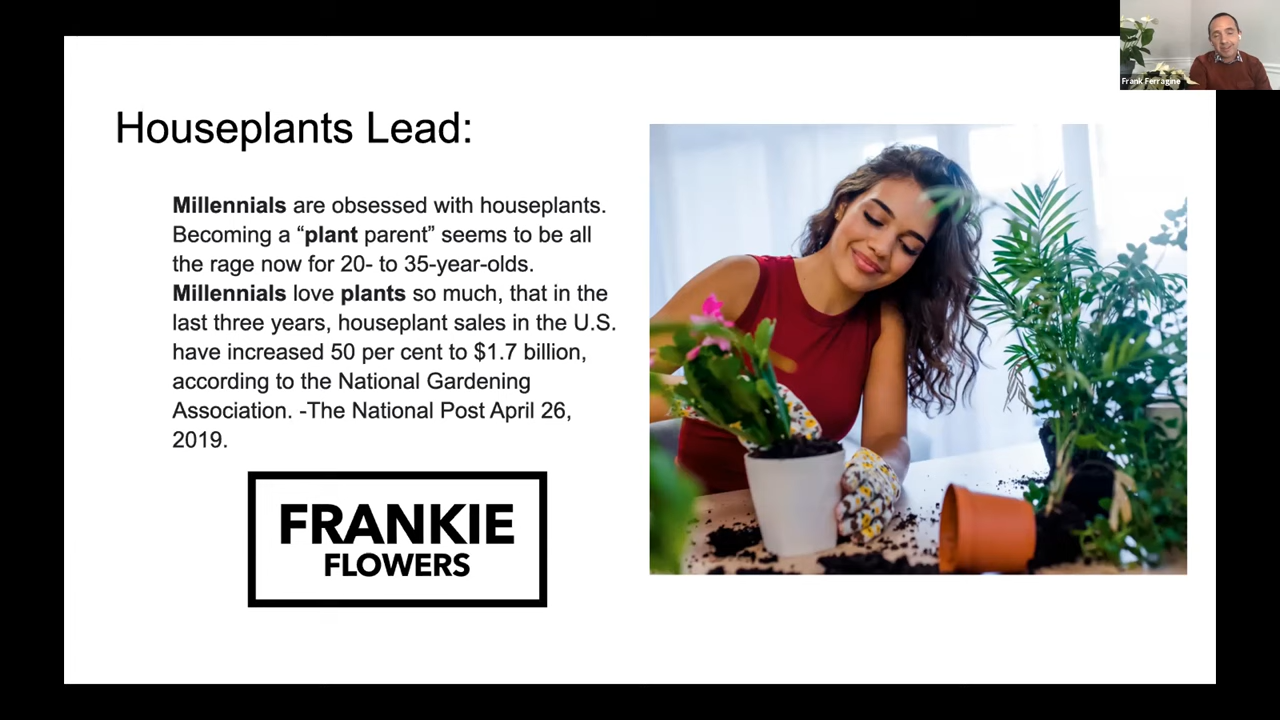 Frank Ferragine
Houseplants Lead:
Millennials are obsessed with houseplants.
Becoming a “plant parent” seems to be all
the rage now for 20- to 35-year-olds.
Millennials love plants so much, that in the
last three years, houseplant sales in the U.S.
have increased 50 per cent to $1.7 billion,
according to the National Gardening
Association. -The National Post April 26,
2019.
FRANKIE
FLOWERS